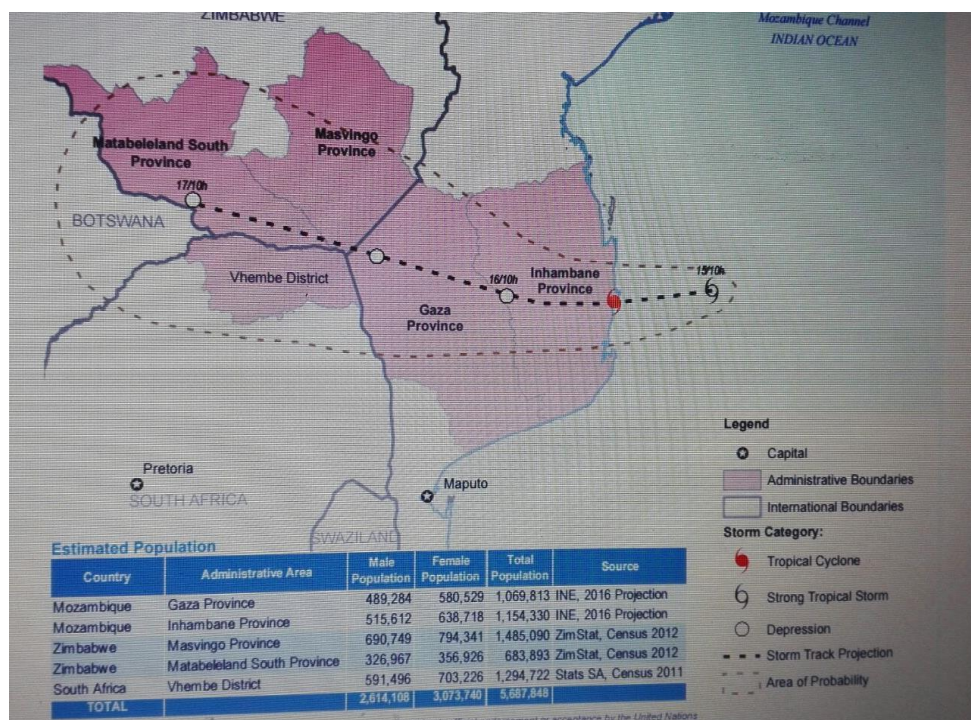 ZIMBABWE
Mozambique Channel
INDIAN OCEAN
Matabeleland South
Province
Masvingo
Province
17/10h
BOTSWANA
Vhembe District
16/10h
Inhambane
Province
15/10h
Gaza
Province
Pretoria
SOUTH AFRICA
Maputo
SWAZILAND
Legend
Capital
Administrative Boundaries
International Boundaries
Storm Category:
Tropical Cyclone
Strong Tropical Storm
Depression
Storm Track Projection
Area of Probability
Estimated Population
Country Administrative Area Male Population Female Population Total Population Source
Mozambique Gaza Province 489,284 580,529 1,069,813 INE, 2016 Projection
Mozambique Inhambane Province 515,612 638,718 1,154,330 INE, 2016 Projection
Zimbabwe Masvingo Province 690,749 794,341 1,485,090 ZimStat, Census 2012
Zimbabwe Matabeleland South Province 326,967 356,926 683,893 ZimStat, Census 2012
South Africa Vhembe District 591,496 703,226 1,294,722 Stats SA, Census 2011
TOTAL 2,614,108 3,073,740 5,687,848
acceptance by the United Nations